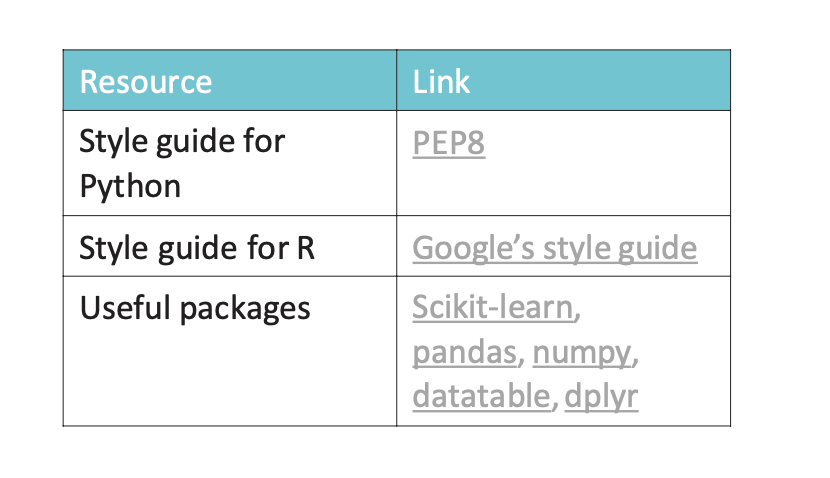 Resource
Link
Style guide for
Python
PEP8
Style guide for R
Google’s style guide
Useful packages
Scikit-learn,
pandas, numpy,
datatable, dplyr